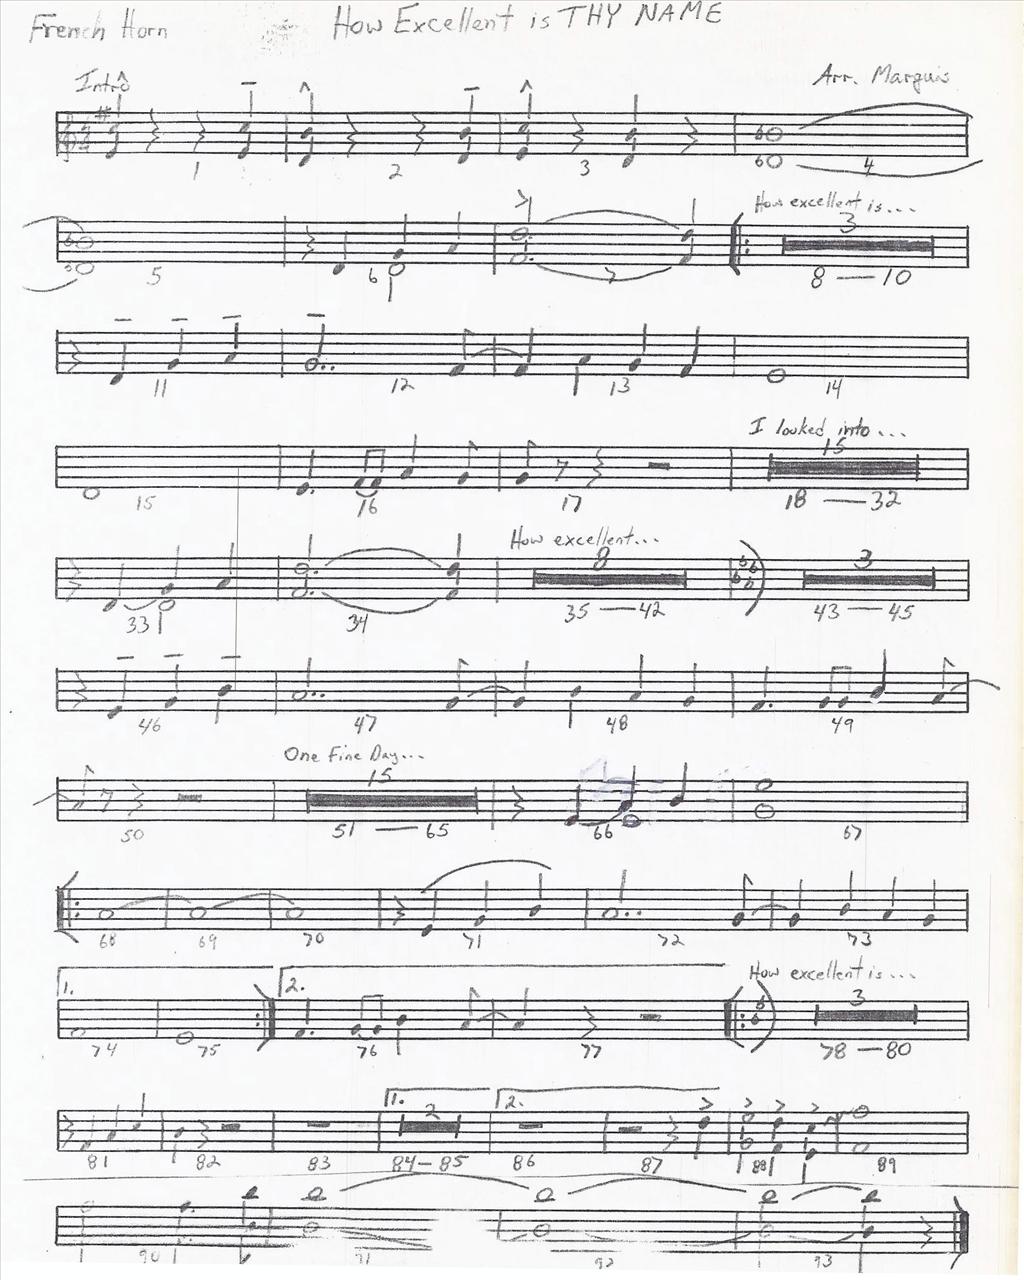 French Horn
How Excellent is THY NAME
Intro
Arr. Marquis
1 2 3 4
How excellent is...
3
5 6 7 8 — 10
11 12 13 14
I looked into...
15
15 16 17 18 — 32
How excellent...
8 3
33 34 35 — 42 43 — 45
46 47 48 49
One Fine Day...
15
50 51 — 65 66 67
68 69 70 71 72 73
1. 2. How excellent is...
3
74 75 76 77 78 — 80
1. 2.
2
81 82 83 84 — 85 86 87 88 89
90 91 92 93